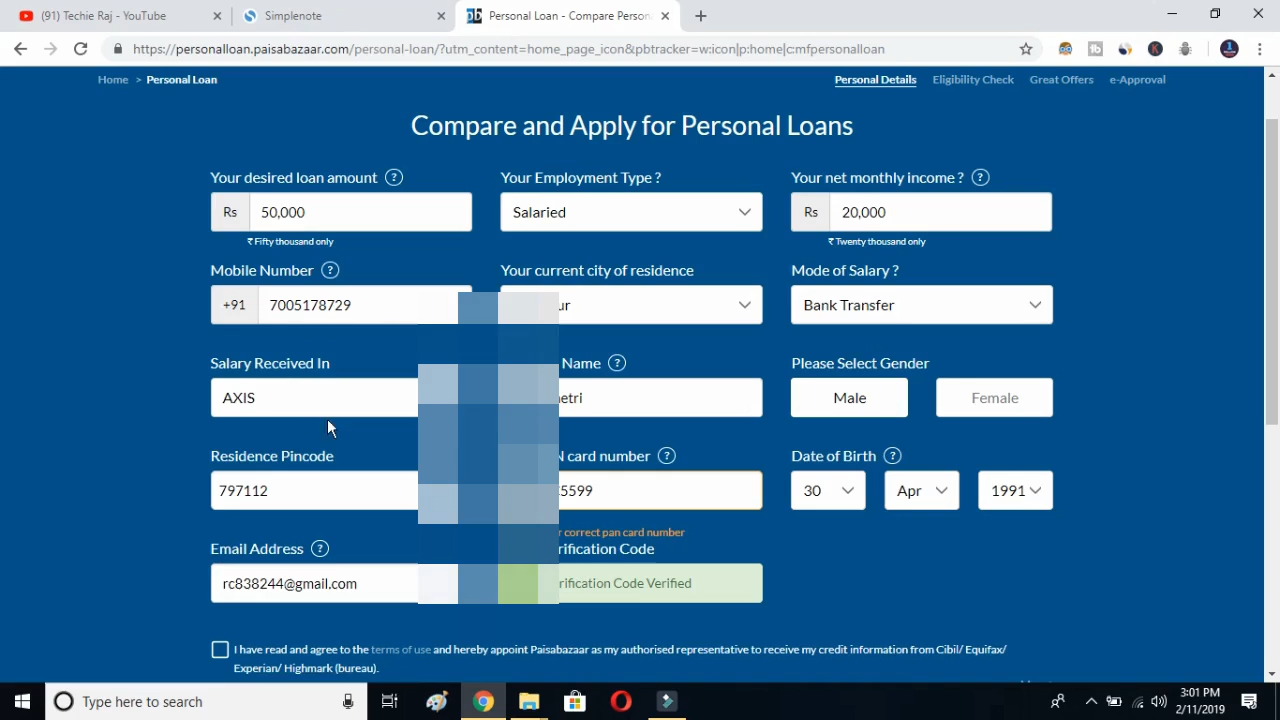 (91) Techie Raj - YouTube
Simplenote
Personal Loan - Compare Person
https://personalloan.paisabazaar.com/personal-loan/?utm_content=home_page_icon&pbtracker=w:icon|p:home|c:mfpersonalloan
Home > Personal Loan
Personal Details Eligibility Check Great Offers e-Approval
Compare and Apply for Personal Loans
Your desired loan amount ? Your Employment Type ? Your net monthly income ? ?
Rs 50,000 Salaried Rs 20,000
₹ Fifty thousand only ₹ Twenty thousand only
Mobile Number ? Your current city of residence Mode of Salary ?
+91 7005178729 ur Bank Transfer
Salary Received In Name ? Please Select Gender
AXIS etri Male Female
Residence Pincode N card number ? Date of Birth ?
797112 5599 30 Apr 1991
r correct pan card number
Email Address ? rification Code
rc838244@gmail.com rification Code Verified
I have read and agree to the terms of use and hereby appoint Paisabazaar as my authorised representative to receive my credit information from Cibil/ Equifax/
Experian/ Highmark (bureau).
Type here to search
3:01 PM
2/11/2019